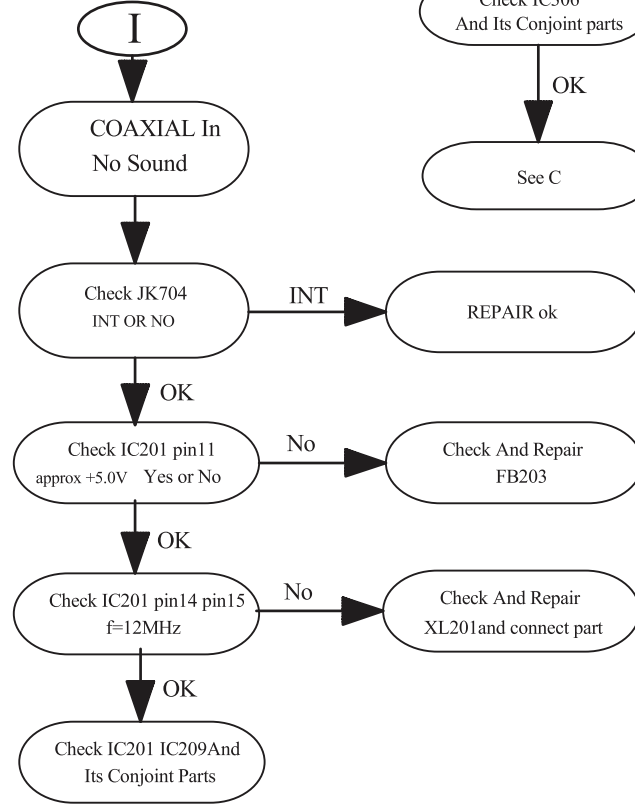 I
COAXIAL In
No Sound
Check JK704
INT OR NO
INT
REPAIR ok
OK
Check IC201 pin11
approx +5.0V Yes or No
No
Check And Repair
FB203
OK
Check IC201 pin14 pin15
f=12MHz
No
Check And Repair
XL201and connect part
OK
Check IC201 IC209And
Its Conjoint Parts
Check IC306
And Its Conjoint parts
OK
See C